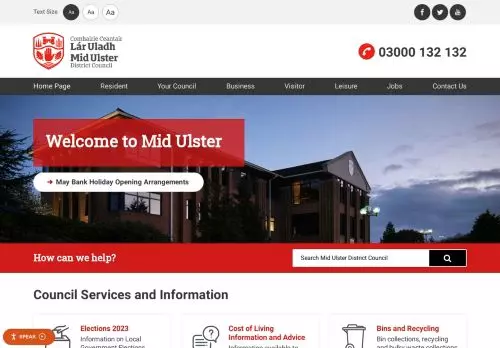 Text Size Aa Aa Aa
Comhairle Ceantair
Lár Uladh
Mid Ulster
District Council
03000 132 132
Home Page Resident Your Council Business Visitor Leisure Jobs Contact Us
Welcome to Mid Ulster
➔ May Bank Holiday Opening Arrangements
How can we help?
Search Mid Ulster District Council
Council Services and Information
Elections 2023
Information on Local
Government Elections
Cost of Living
Information and Advice
Information available to
Bins and Recycling
Bin collections, recycling
and bulky waste collections
SPEAK